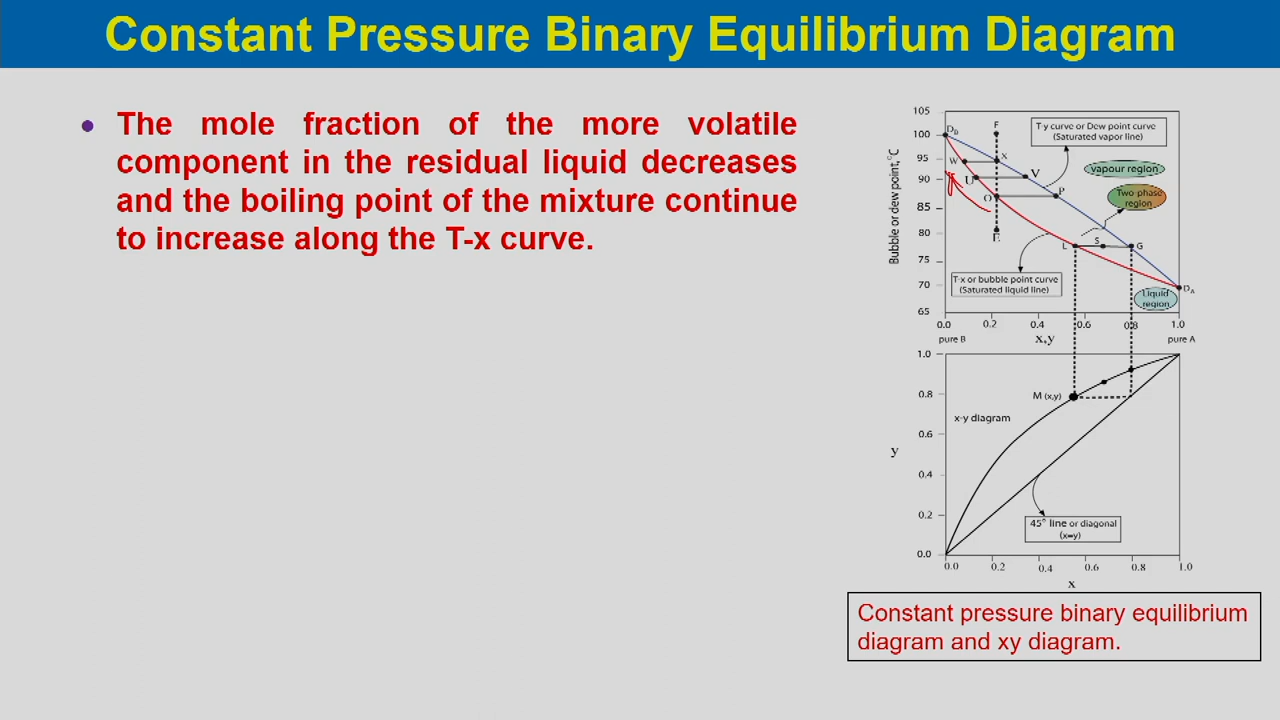 Constant Pressure Binary Equilibrium Diagram
The mole fraction of the more volatile
component in the residual liquid decreases
and the boiling point of the mixture continue
to increase along the T-x curve.
105
100
95
90
85
80
75
70
65
Bubble or dew point,°C
D_B
F
T-y curve or Dew point curve
(Saturated vapor line)
W
X
vapour region
U
V
Two phase
region
O
P
E
L
S
G
T-x or bubble point curve
(Saturated liquid line)
D_A
Liquid
region
0.0 0.2 0.4 0.6 0.8 1.0
pure B x,y pure A
1.0
0.8
0.6
0.4
0.2
0.0
y
M (x,y)
x-y diagram
45° line or diagonal
(x=y)
0.0 0.2 0.4 0.6 0.8 1.0
x
Constant pressure binary equilibrium
diagram and xy diagram.